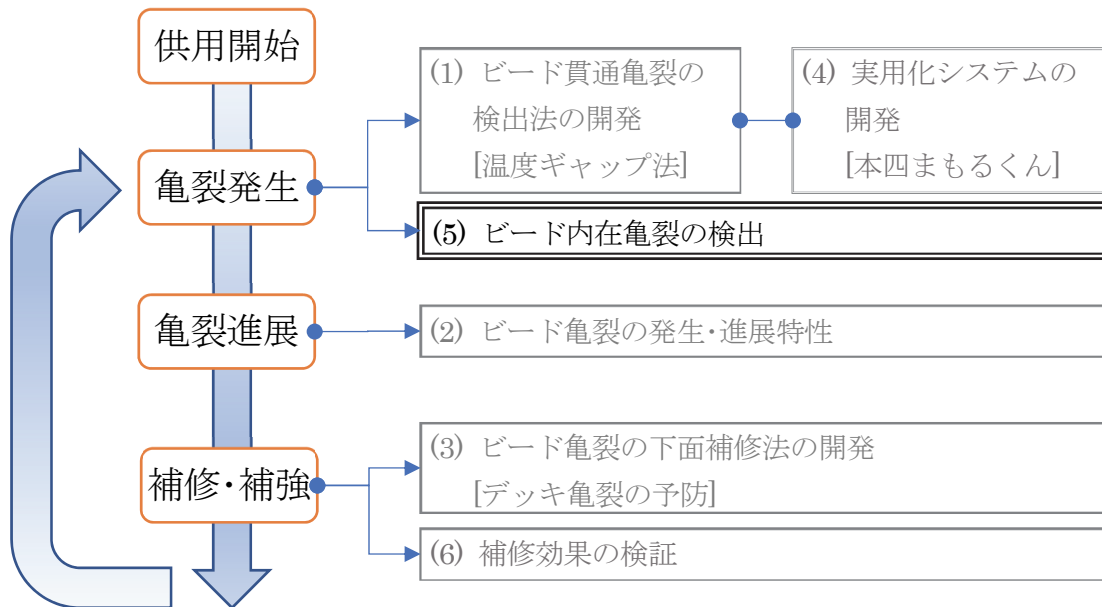 供用開始
(1) ビード貫通亀裂の
検出法の開発
[温度ギャップ法]
(4) 実用化システムの
開発
[本四まもるくん]
亀裂発生
(5) ビード内在亀裂の検出
亀裂進展
(2) ビード亀裂の発生・進展特性
補修・補強
(3) ビード亀裂の下面補修法の開発
[デッキ亀裂の予防]
(6) 補修効果の検証